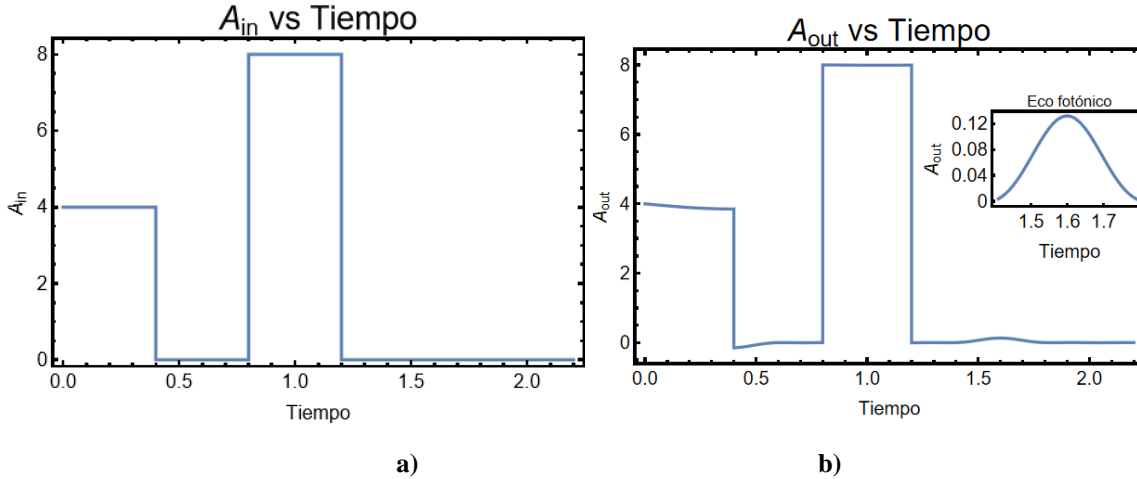 A_in vs Tiempo
A_in
8
6
4
2
0
0.0 0.5 1.0 1.5 2.0
Tiempo
a)
A_out vs Tiempo
A_out
8
6
4
2
0
0.0 0.5 1.0 1.5 2.0
Tiempo
Eco fotónico
A_out
0.12
0.08
0.04
0
1.5 1.6 1.7
Tiempo
b)